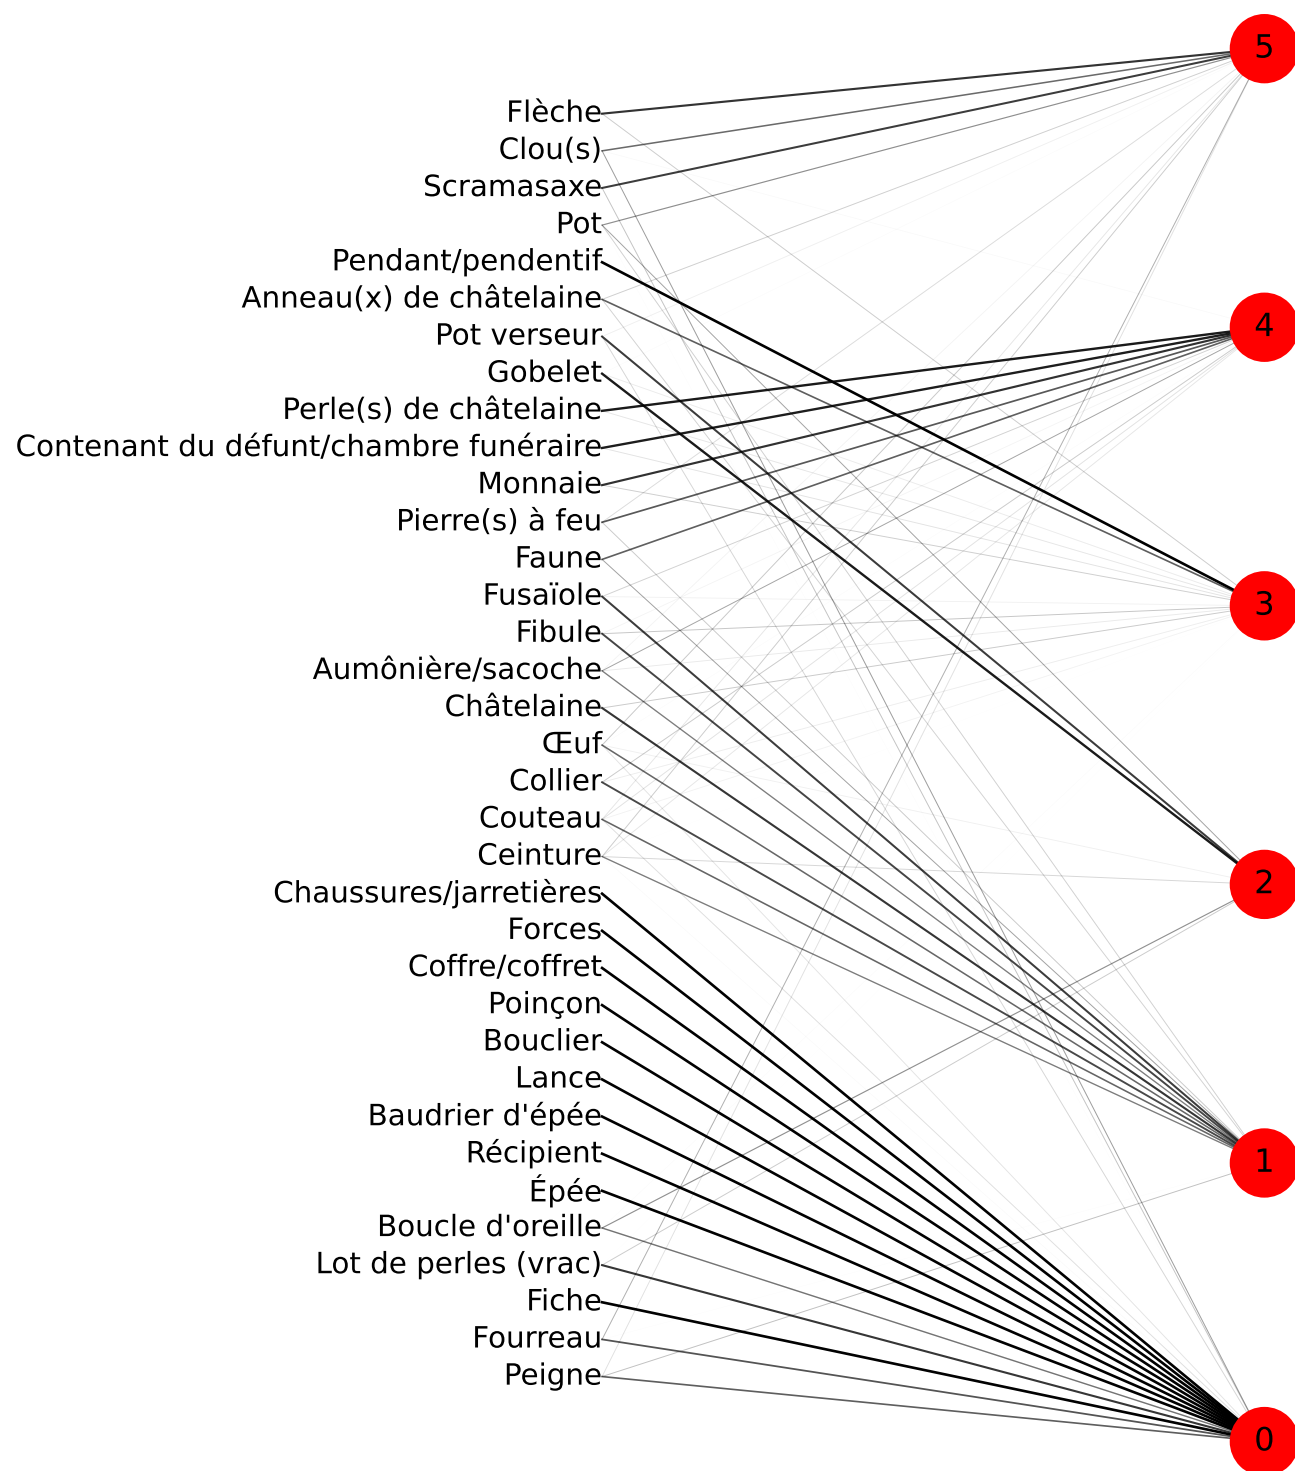 5
Flèche
Clou(s)
Scramasaxe
Pot
Pendant/pendentif
Anneau(x) de châtelaine
4
Pot verseur
Gobelet
Perle(s) de châtelaine
Contenant du défunt/chambre funéraire
Monnaie
Pierre(s) à feu
Faune
Fusaïole
3
Fibule
Aumônière/sacoche
Châtelaine
Œuf
Collier
Couteau
Ceinture
2
Chaussures/jarretières
Forces
Coffre/coffret
Poinçon
Bouclier
Lance
Baudrier d'épée
Récipient
1
Épée
Boucle d'oreille
Lot de perles (vrac)
Fiche
Fourreau
Peigne
0